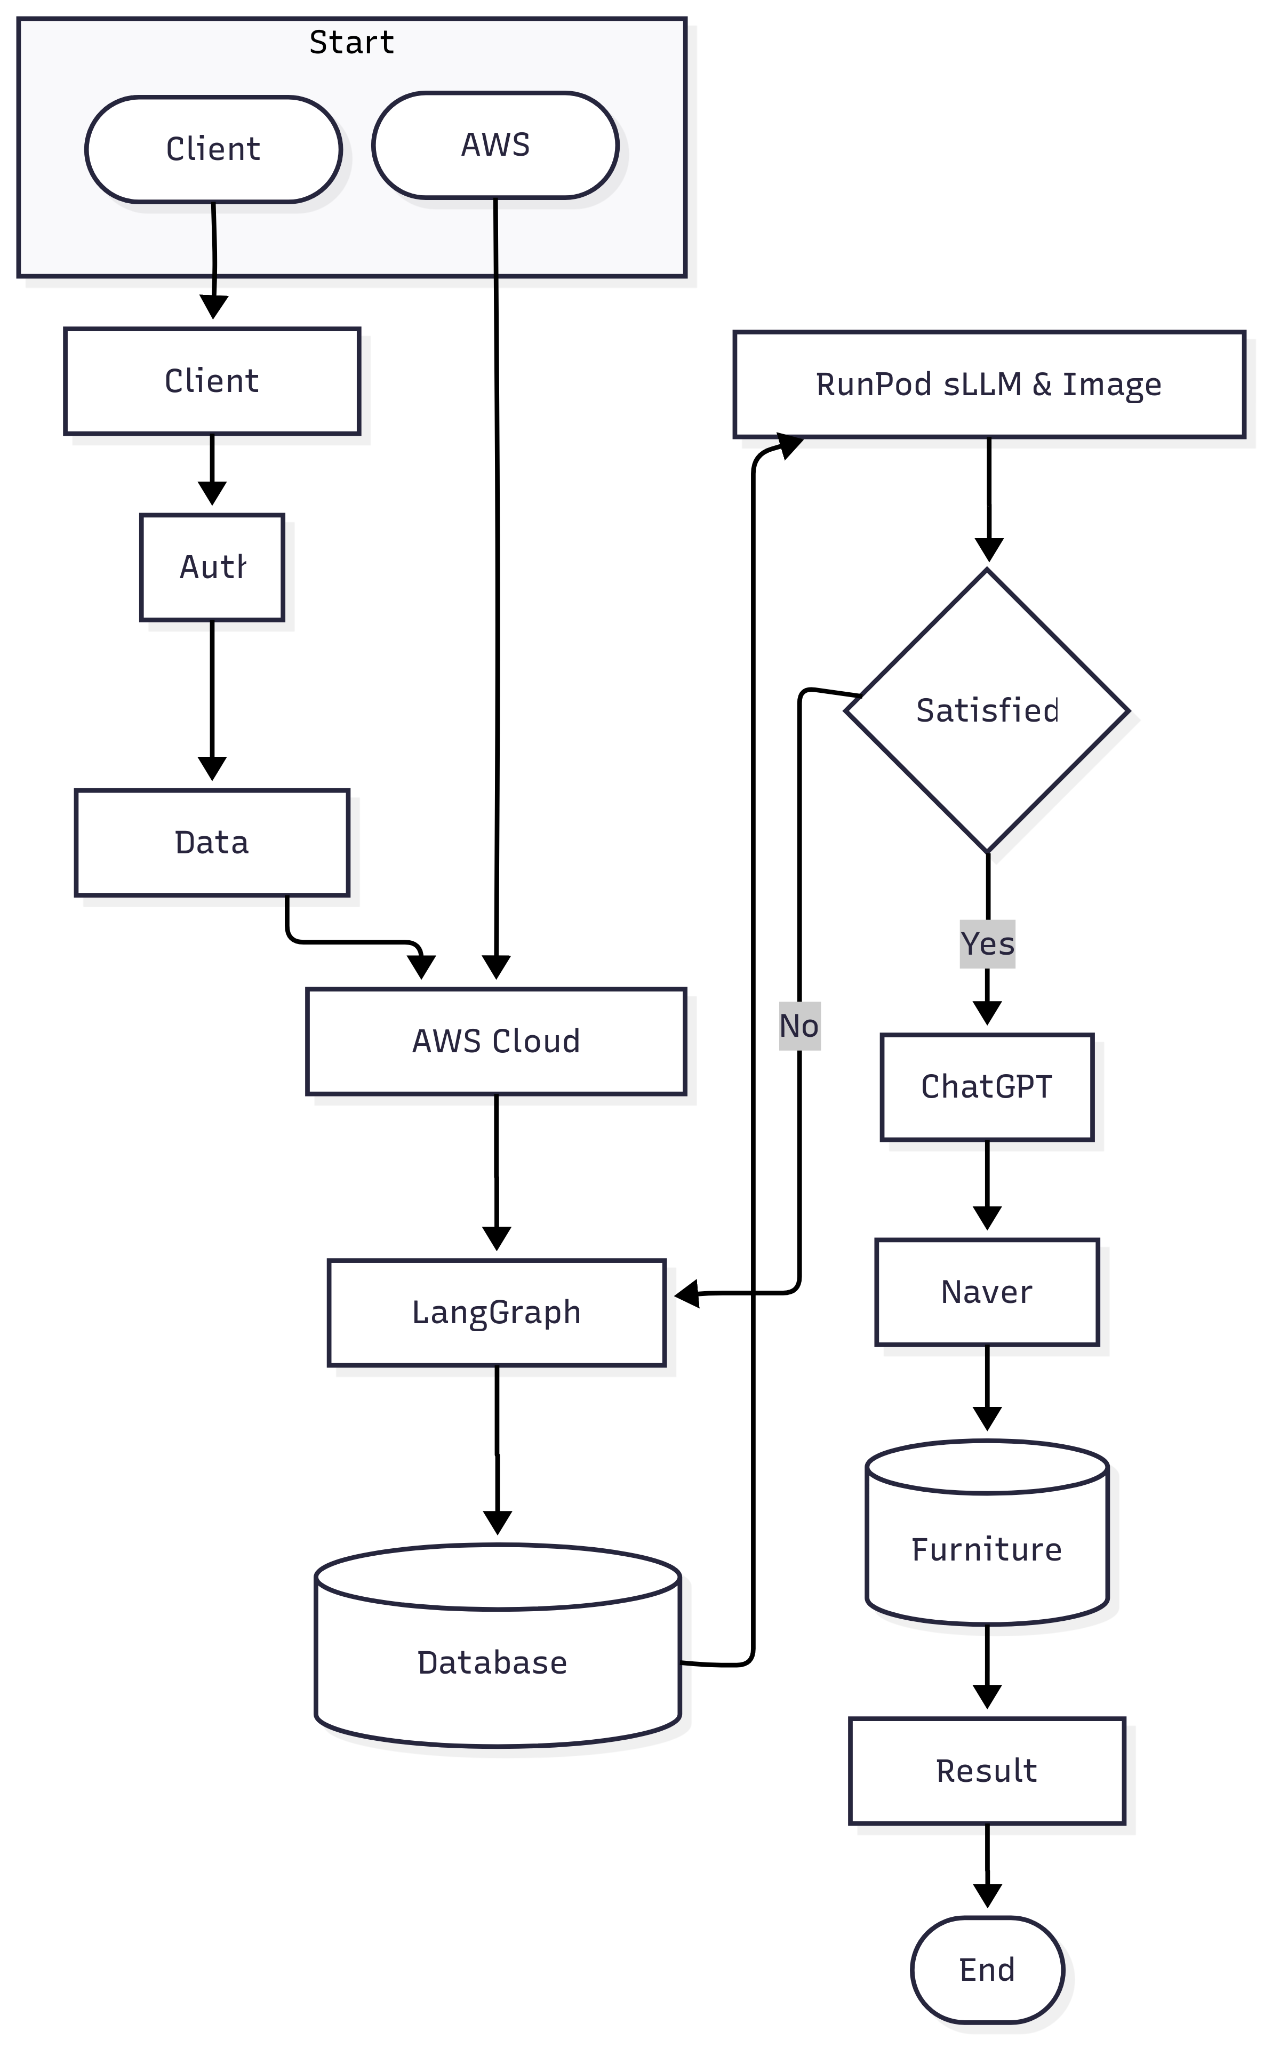 Start
Client
AWS
Client
RunPod sLLM & Image
Auth
Satisfied
Data
Yes
No
AWS Cloud
ChatGPT
LangGraph
Naver
Furniture
Database
Result
End